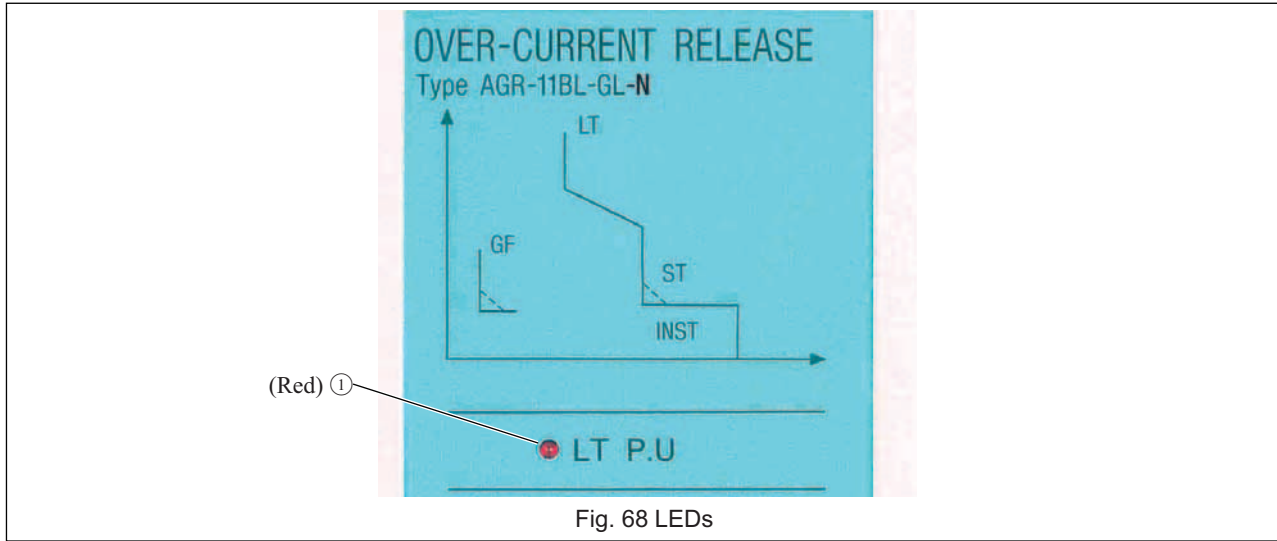 OVER-CURRENT RELEASE
Type AGR-11BL-GL-N
LT
GF
ST
INST
(Red) ①
LT P.U
Fig. 68 LEDs